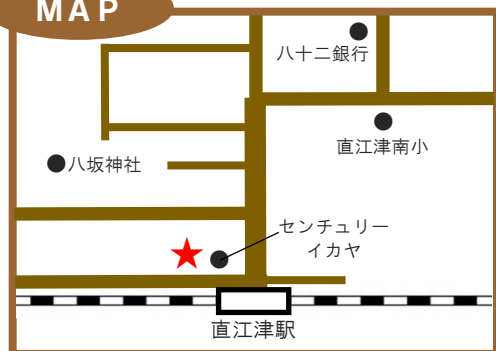 MAP
八十二銀行
直江津南小
八坂神社
センチュリー
イカヤ
直江津駅